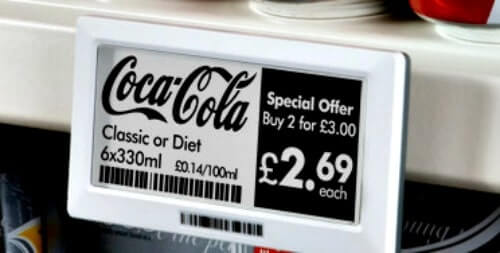 Coca-Cola
Classic or Diet
6x330ml £0.14/100ml
Special Offer
Buy 2 for £3.00
£2.69
each